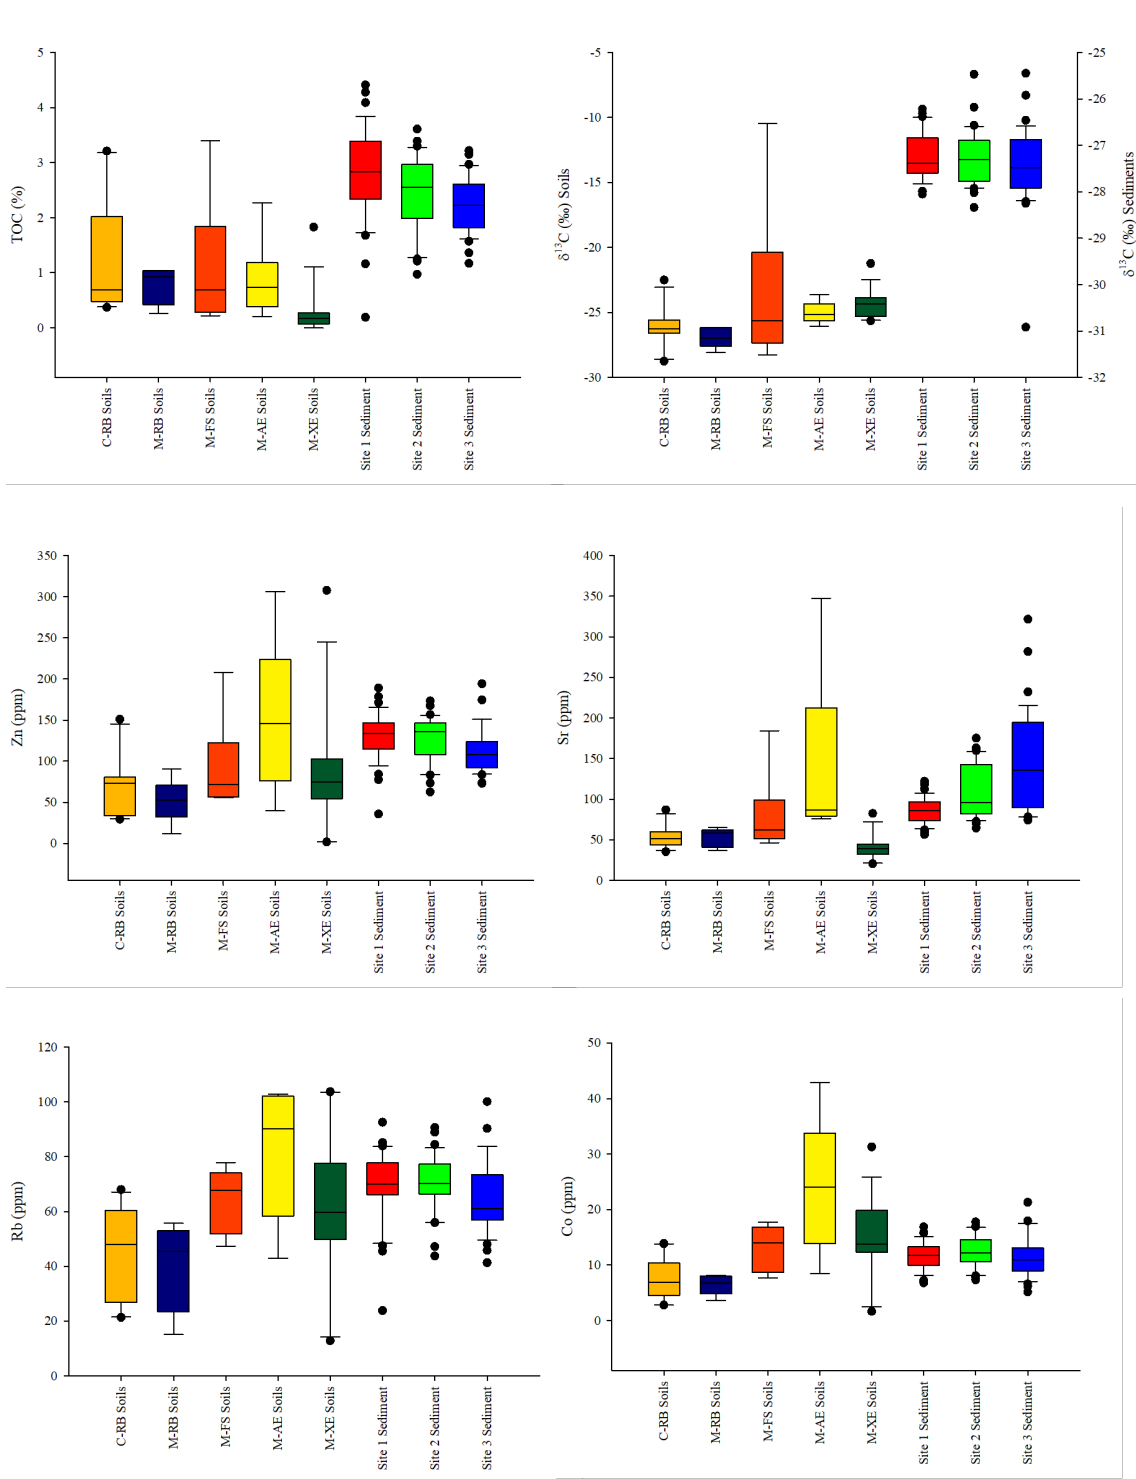 5
4
3
2
1
0
TOC (%)
C-RB Soils
M-RB Soils
M-FS Soils
M-AE Soils
M-XE Soils
Site 1 Sediment
Site 2 Sediment
Site 3 Sediment
-5
-10
-15
-20
-25
-30
δ¹³C (‰) Soils
-25
-26
-27
-28
-29
-30
-31
-32
δ¹³C (‰) Sediments
C-RB Soils
M-RB Soils
M-FS Soils
M-AE Soils
M-XE Soils
Site 1 Sediment
Site 2 Sediment
Site 3 Sediment
350
300
250
200
150
100
50
0
Zn (ppm)
C-RB Soils
M-RB Soils
M-FS Soils
M-AE Soils
M-XE Soils
Site 1 Sediment
Site 2 Sediment
Site 3 Sediment
400
350
300
250
200
150
100
50
0
Sr (ppm)
C-RB Soils
M-RB Soils
M-FS Soils
M-AE Soils
M-XE Soils
Site 1 Sediment
Site 2 Sediment
Site 3 Sediment
120
100
80
60
40
20
0
Rb (ppm)
C-RB Soils
M-RB Soils
M-FS Soils
M-AE Soils
M-XE Soils
Site 1 Sediment
Site 2 Sediment
Site 3 Sediment
50
40
30
20
10
0
Co (ppm)
C-RB Soils
M-RB Soils
M-FS Soils
M-AE Soils
M-XE Soils
Site 1 Sediment
Site 2 Sediment
Site 3 Sediment